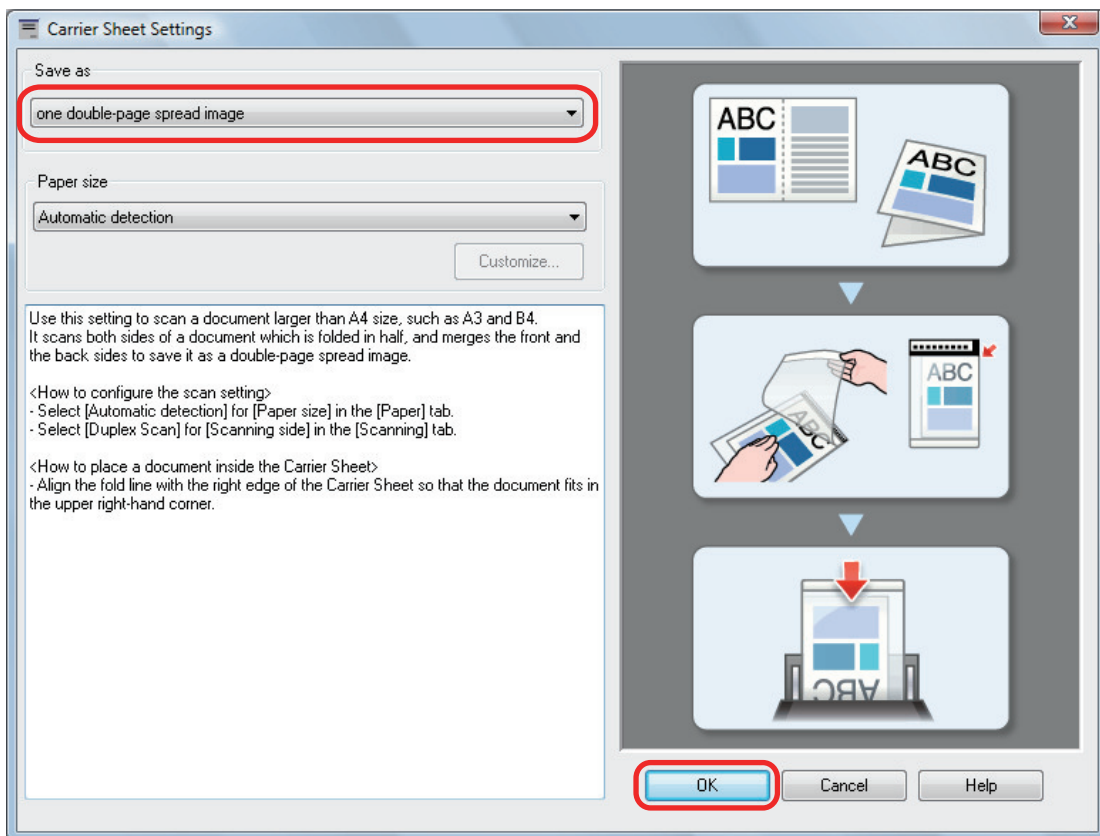 Carrier Sheet Settings
X
Save as
one double-page spread image
Paper size
Automatic detection
Customize...
Use this setting to scan a document larger than A4 size, such as A3 and B4.
It scans both sides of a document which is folded in half, and merges the front and
the back sides to save it as a double-page spread image.
<How to configure the scan setting>
- Select [Automatic detection] for [Paper size] in the [Paper] tab.
- Select [Duplex Scan] for [Scanning side] in the [Scanning] tab.
<How to place a document inside the Carrier Sheet>
- Align the fold line with the right edge of the Carrier Sheet so that the document fits in
the upper right-hand corner.
ABC
ABC
ABC
ABC
ABC
OK
Cancel
Help